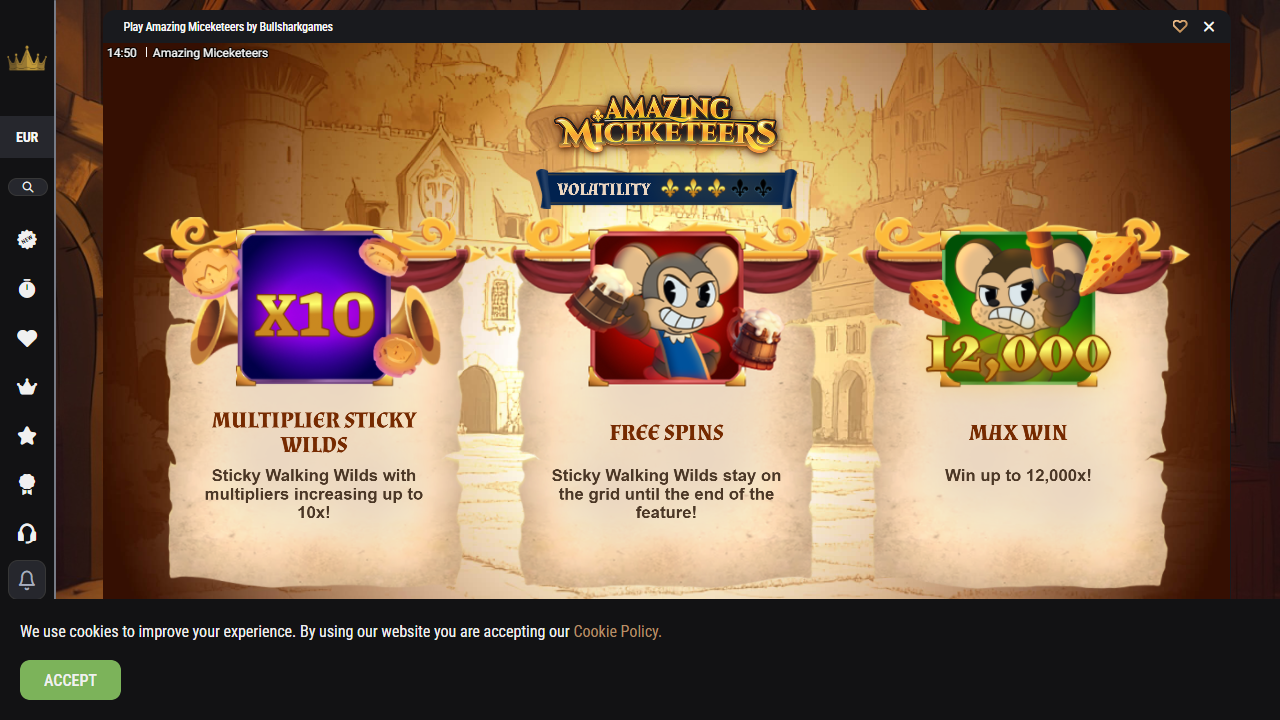 Play Amazing Miceketeers by Bullsharkgames
14:50 | Amazing Miceketeers
EUR
NEW
AMAZING
MICEKETEERS
VOLATILITY
X10
12,000
MULTIPLIER STICKY
WILDS
Sticky Walking Wilds with
multipliers increasing up to
10x!
FREE SPINS
Sticky Walking Wilds stay on
the grid until the end of the
feature!
MAX WIN
Win up to 12,000x!
We use cookies to improve your experience. By using our website you are accepting our Cookie Policy.
ACCEPT